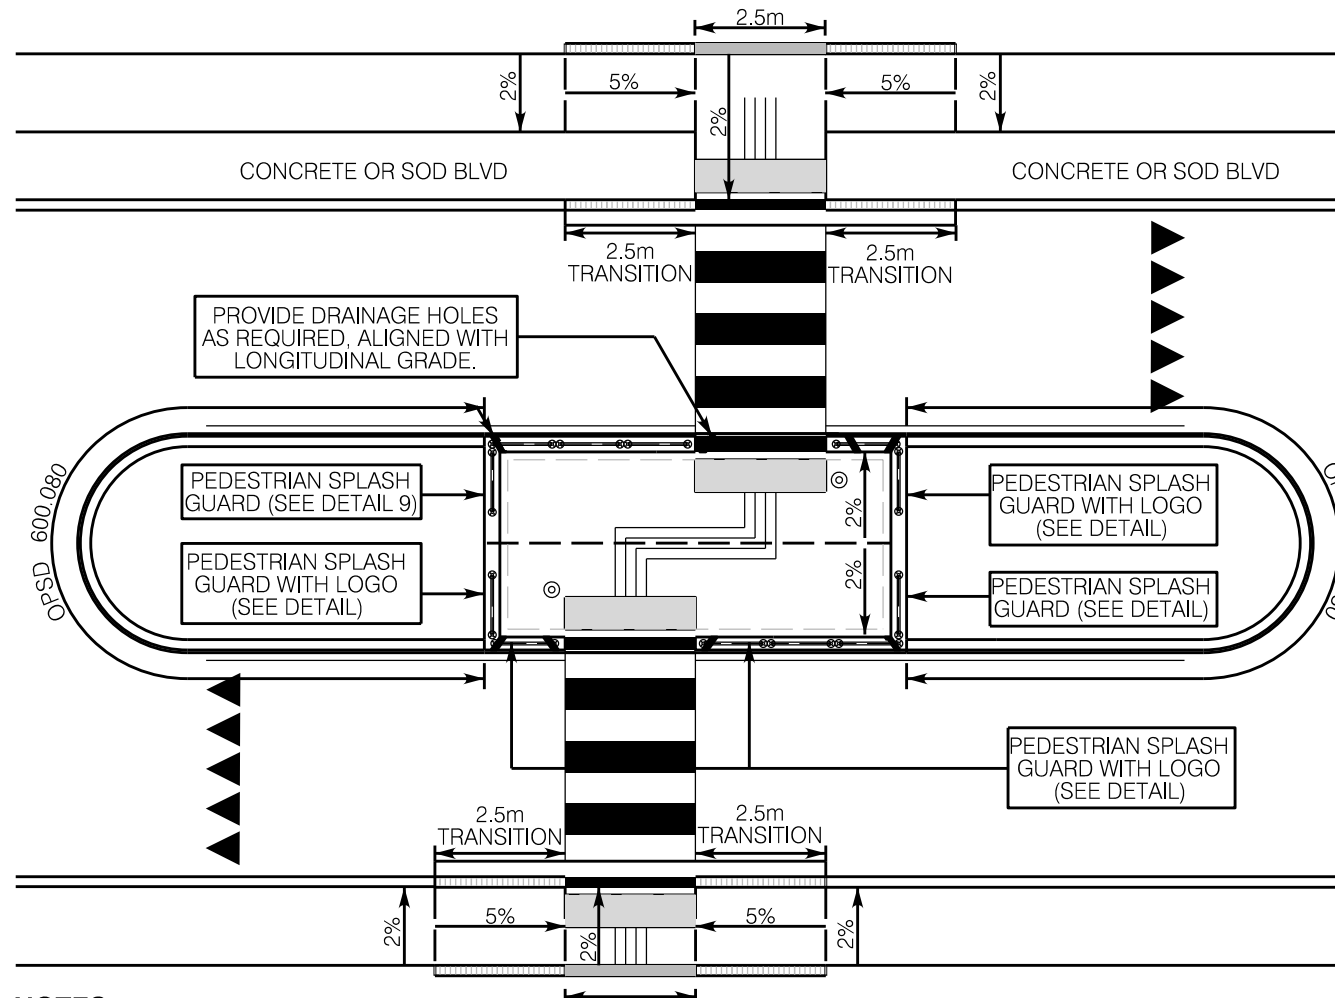 2.5m
2%
5%
2%
5%
2%
CONCRETE OR SOD BLVD
CONCRETE OR SOD BLVD
2.5m
TRANSITION
2.5m
TRANSITION
PROVIDE DRAINAGE HOLES
AS REQUIRED, ALIGNED WITH
LONGITUDINAL GRADE.
OPSD 600.080
PEDESTRIAN SPLASH
GUARD (SEE DETAIL 9)
PEDESTRIAN SPLASH
GUARD WITH LOGO
(SEE DETAIL)
2%
2%
PEDESTRIAN SPLASH
GUARD WITH LOGO
(SEE DETAIL)
PEDESTRIAN SPLASH
GUARD (SEE DETAIL)
PEDESTRIAN SPLASH
GUARD WITH LOGO
(SEE DETAIL)
2.5m
TRANSITION
2.5m
TRANSITION
2%
5%
2%
5%
2%